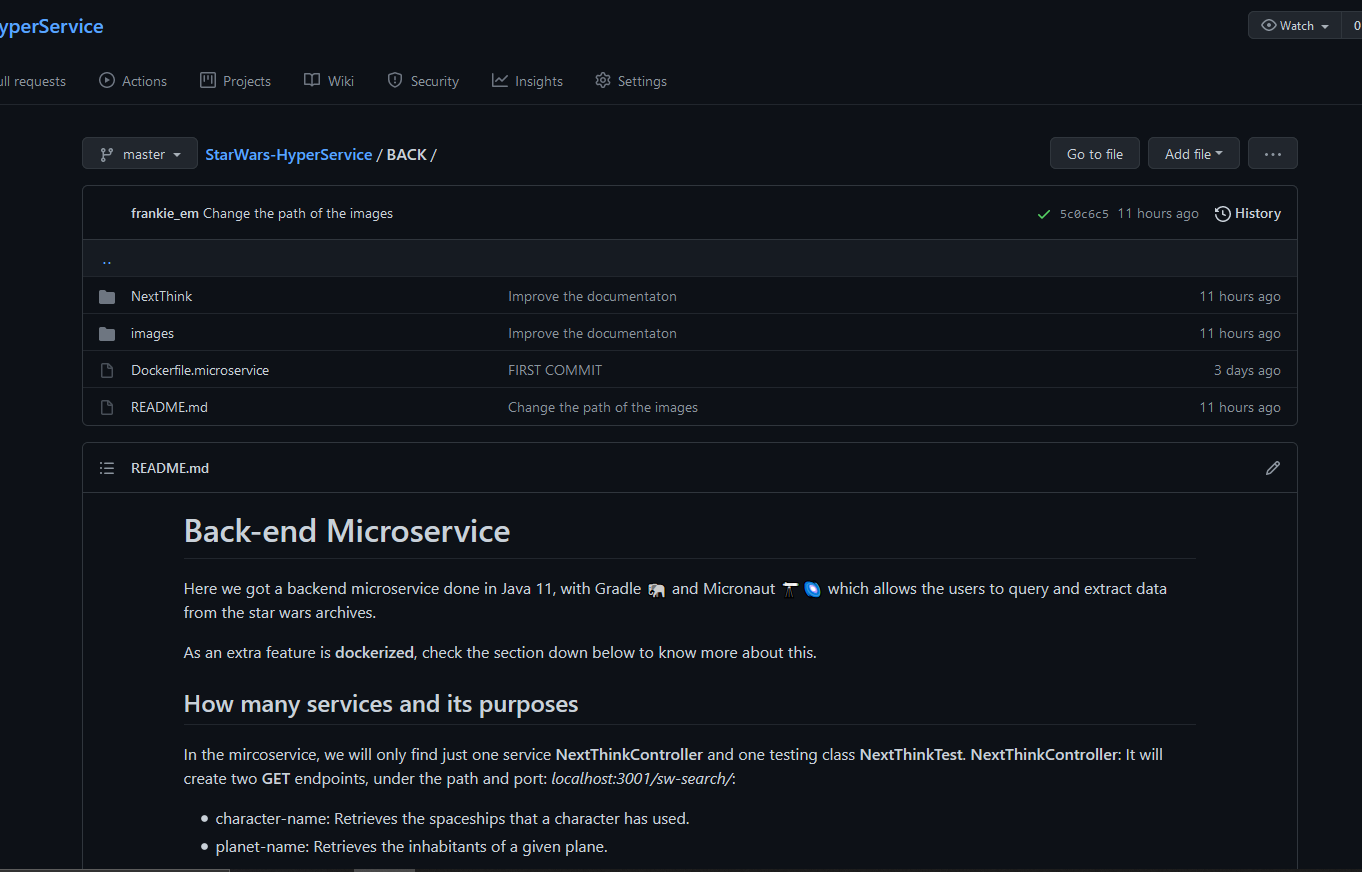 yperService
Watch 0
ull requests Actions Projects Wiki Security Insights Settings
master StarWars-HyperService / BACK / Go to file Add file ...
frankie_em Change the path of the images 5c0c6c5 11 hours ago History
..
NextThink Improve the documentaton 11 hours ago
images Improve the documentaton 11 hours ago
Dockerfile.microservice FIRST COMMIT 3 days ago
README.md Change the path of the images 11 hours ago
README.md
Back-end Microservice
Here we got a backend microservice done in Java 11, with Gradle 🐘 and Micronaut 🔭 🌌 which allows the users to query and extract data
from the star wars archives.
As an extra feature is dockerized, check the section down below to know more about this.
How many services and its purposes
In the mircoservice, we will only find just one service NextThinkController and one testing class NextThinkTest. NextThinkController: It will
create two GET endpoints, under the path and port: localhost:3001/sw-search/:
• character-name: Retrieves the spaceships that a character has used.
• planet-name: Retrieves the inhabitants of a given plane.